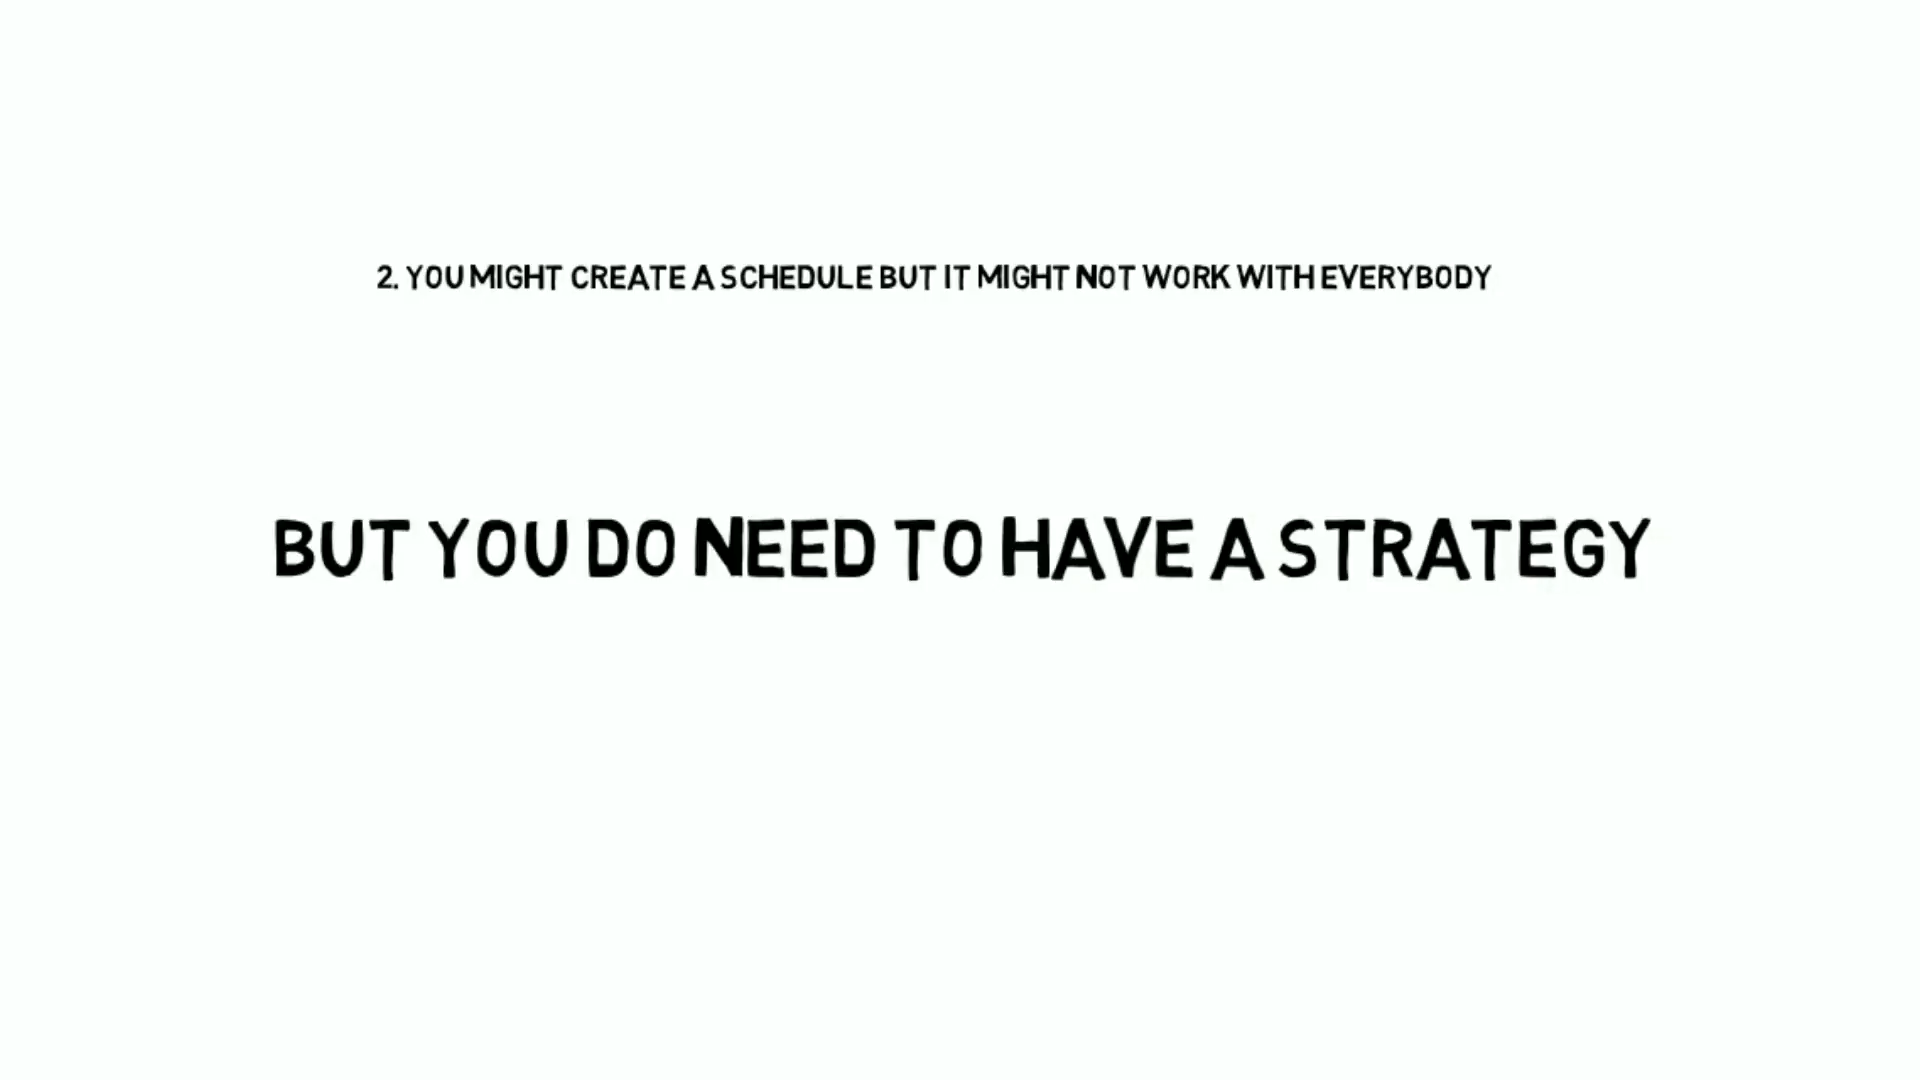 2. YOU MIGHT CREATE A SCHEDULE BUT IT MIGHT NOT WORK WITH EVERYBODY
BUT YOU DO NEED TO HAVE A STRATEGY